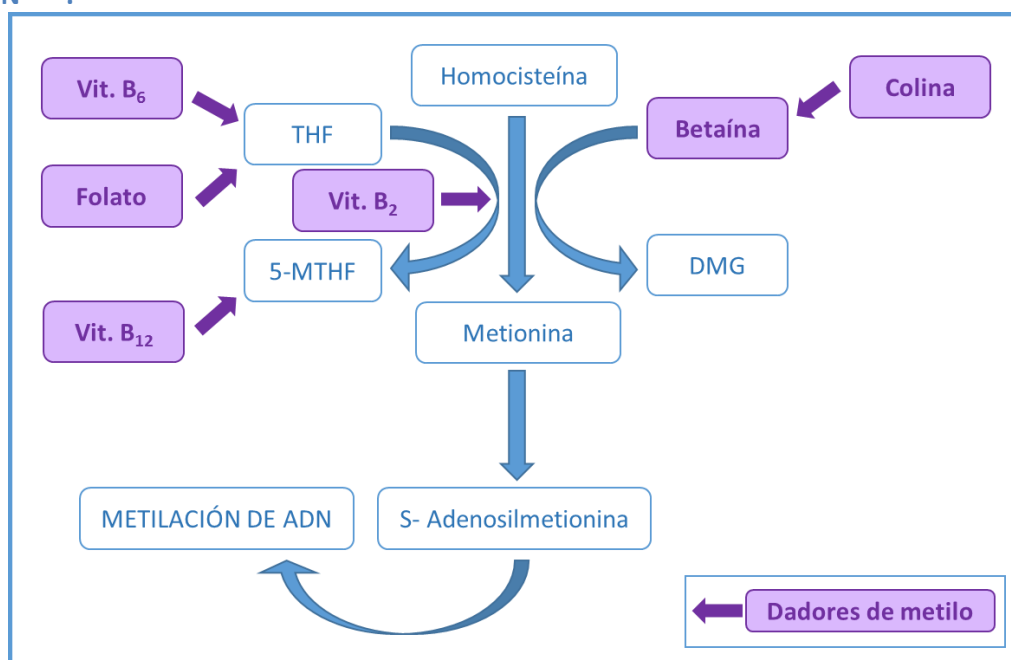 Homocisteína
Vit. B6
Colina
THF
Betaína
Folato
Vit. B2
5-MTHF
DMG
Vit. B12
Metionina
METILACIÓN DE ADN
S- Adenosilmetionina
Dadores de metilo